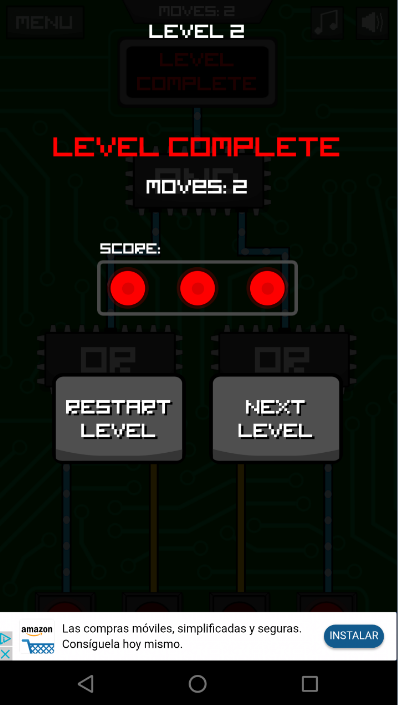 MOVES: 2
MENU
LEVEL 2
LEVEL
COMPLETE
LEVEL COMPLETE
AND
MOVES: 2
SCORE:
OR OR
RESTART
LEVEL
NEXT
LEVEL
amazon
Las compras móviles, simplificadas y seguras.
Consíguela hoy mismo.
INSTALAR